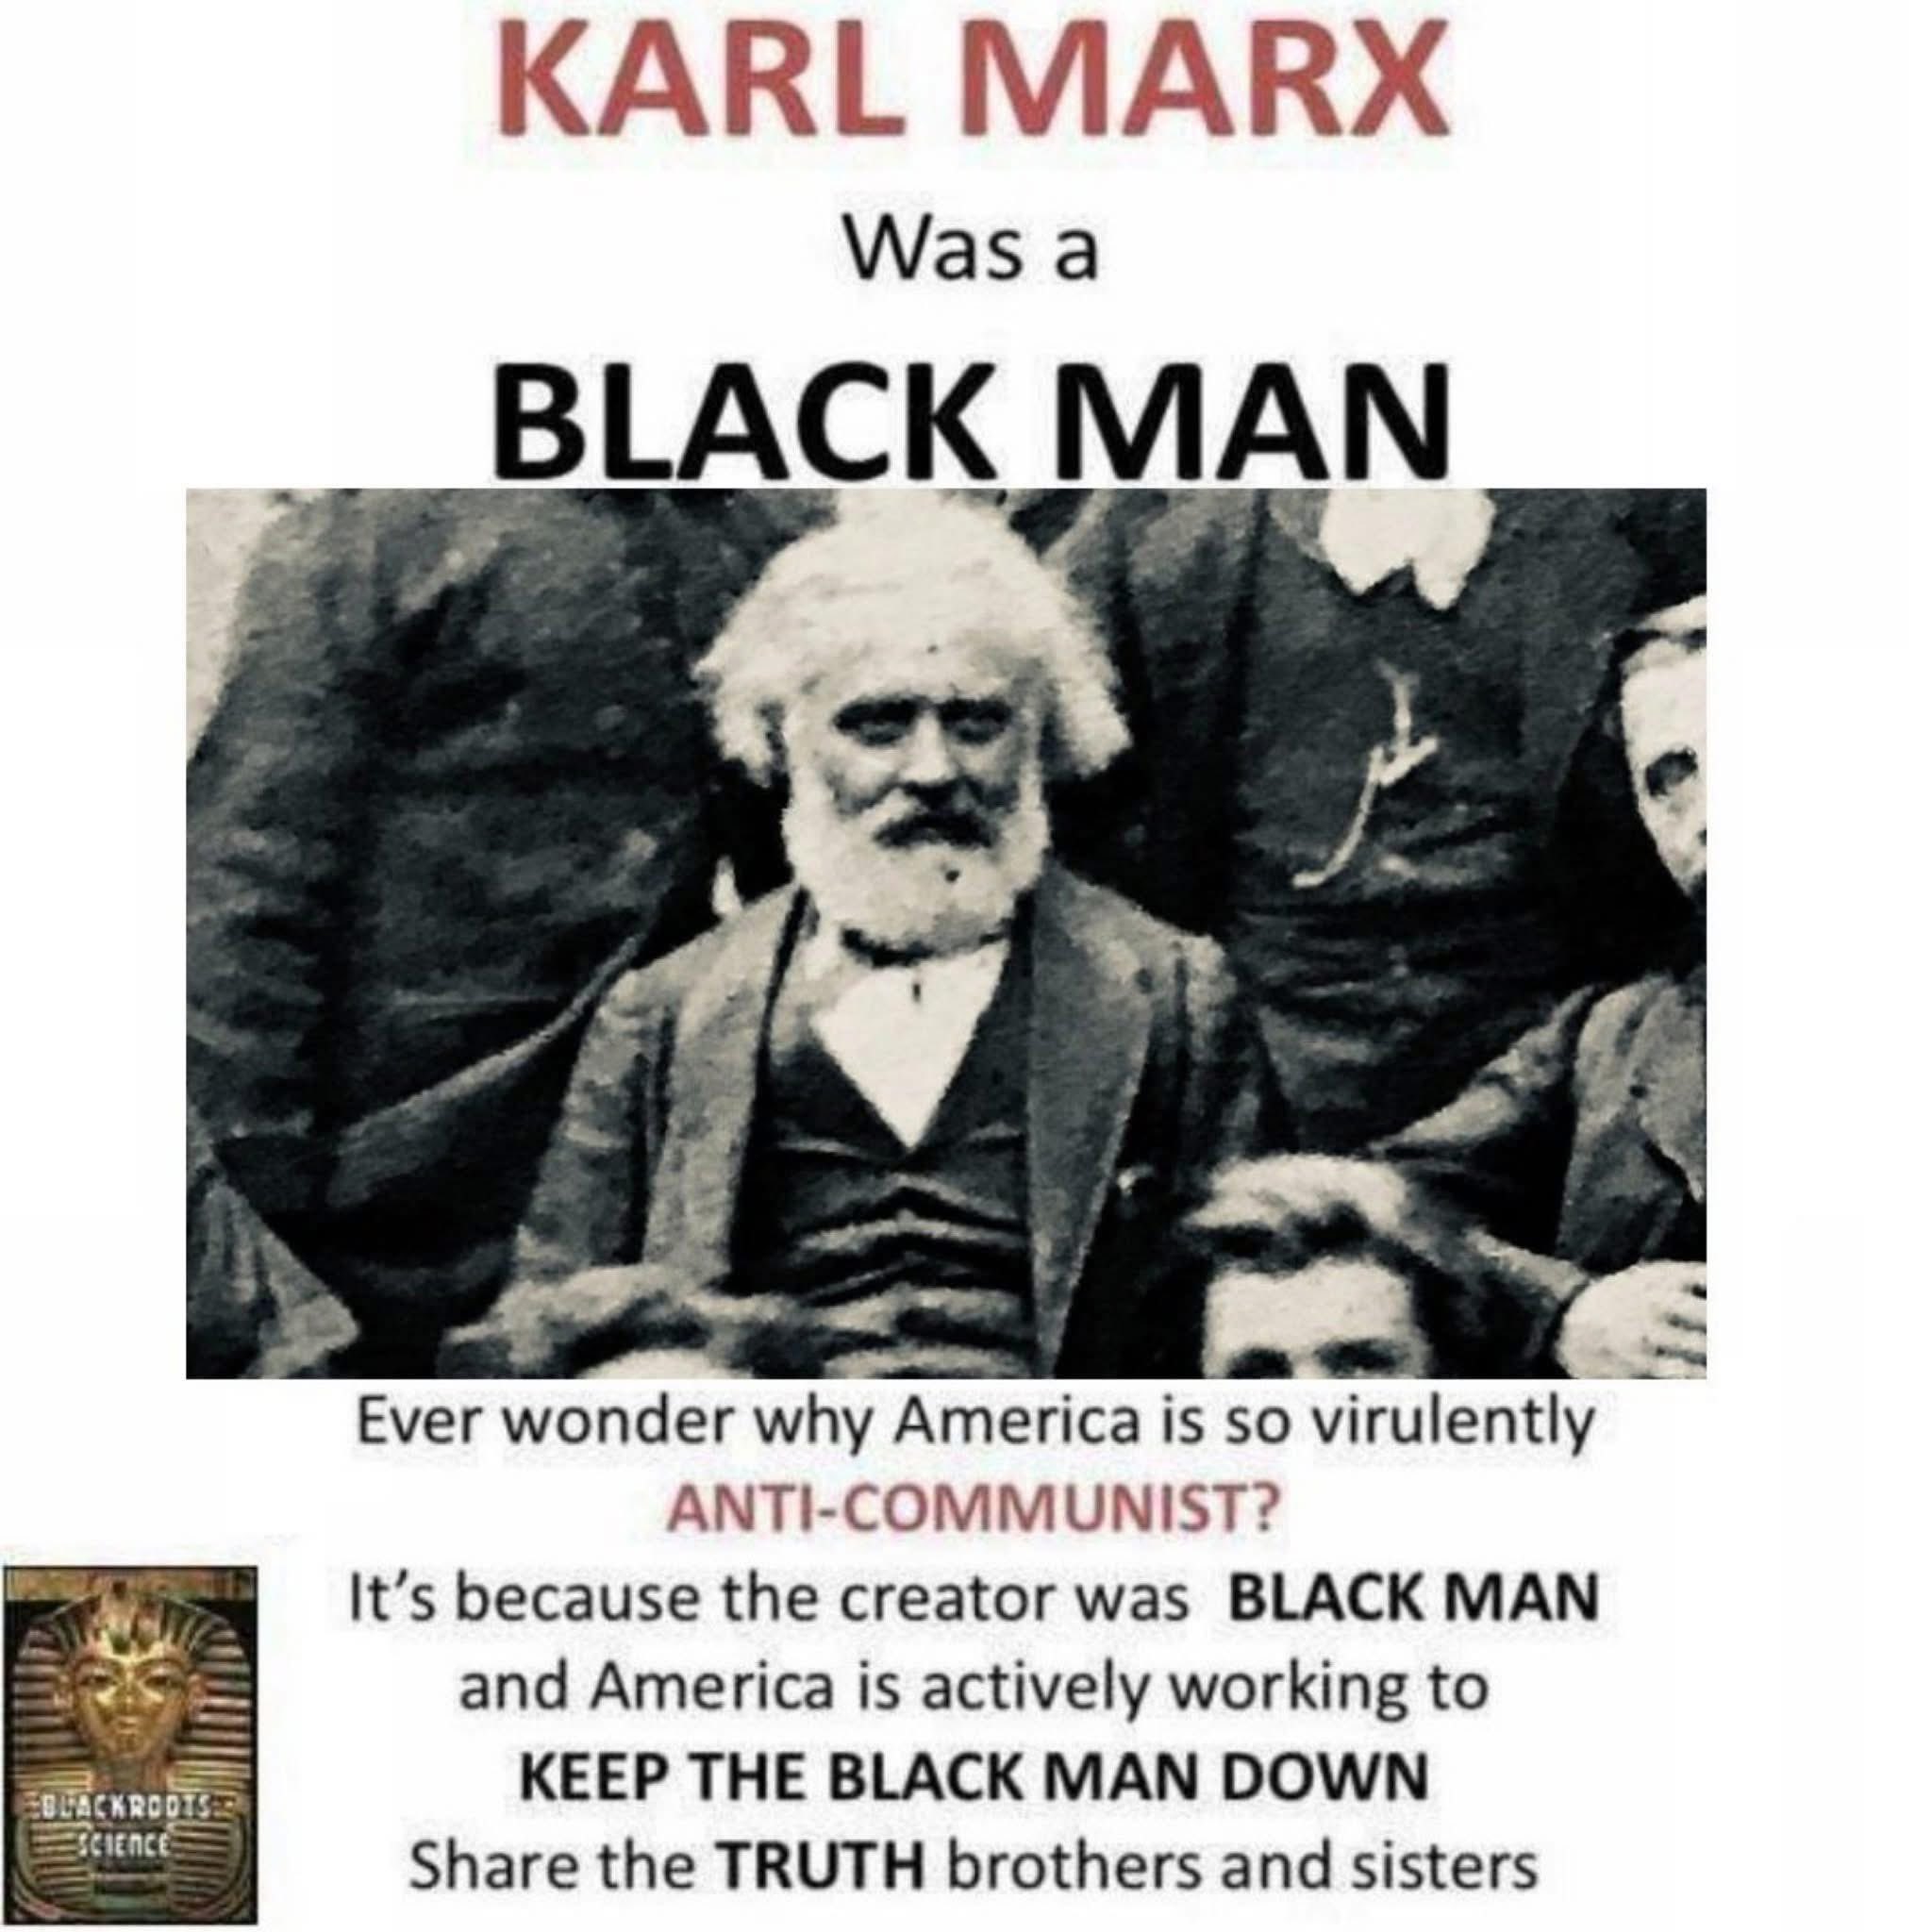 KARL MARX
Was a
BLACK MAN
Ever wonder why America is so virulently
ANTI-COMMUNIST?
It's because the creator was BLACK MAN
and America is actively working to
KEEP THE BLACK MAN DOWN
Share the TRUTH brothers and sisters
BLACKROOTS
SCIENCE